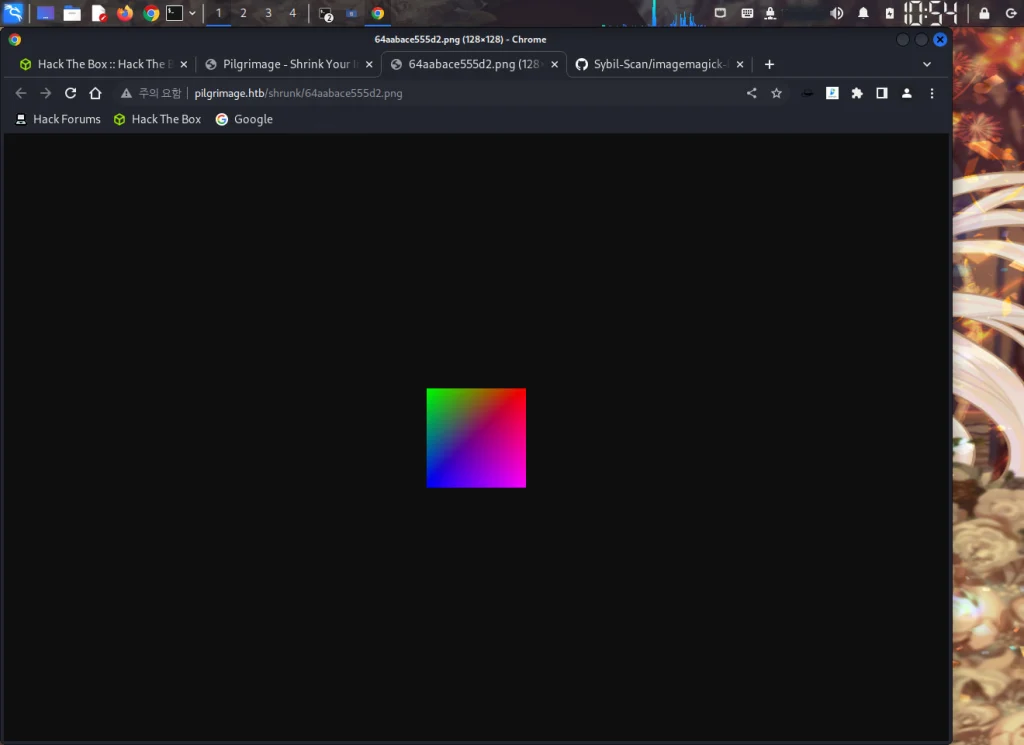 1 2 3 4 2 10:54
64aabace555d2.png (128×128) - Chrome
Hack The Box :: Hack The B Pilgrimage - Shrink Your I 64aabace555d2.png (128× Sybil-Scan/imagemagick-
주의 요함 pilgrimage.htb/shrunk/64aabace555d2.png
Hack Forums Hack The Box Google